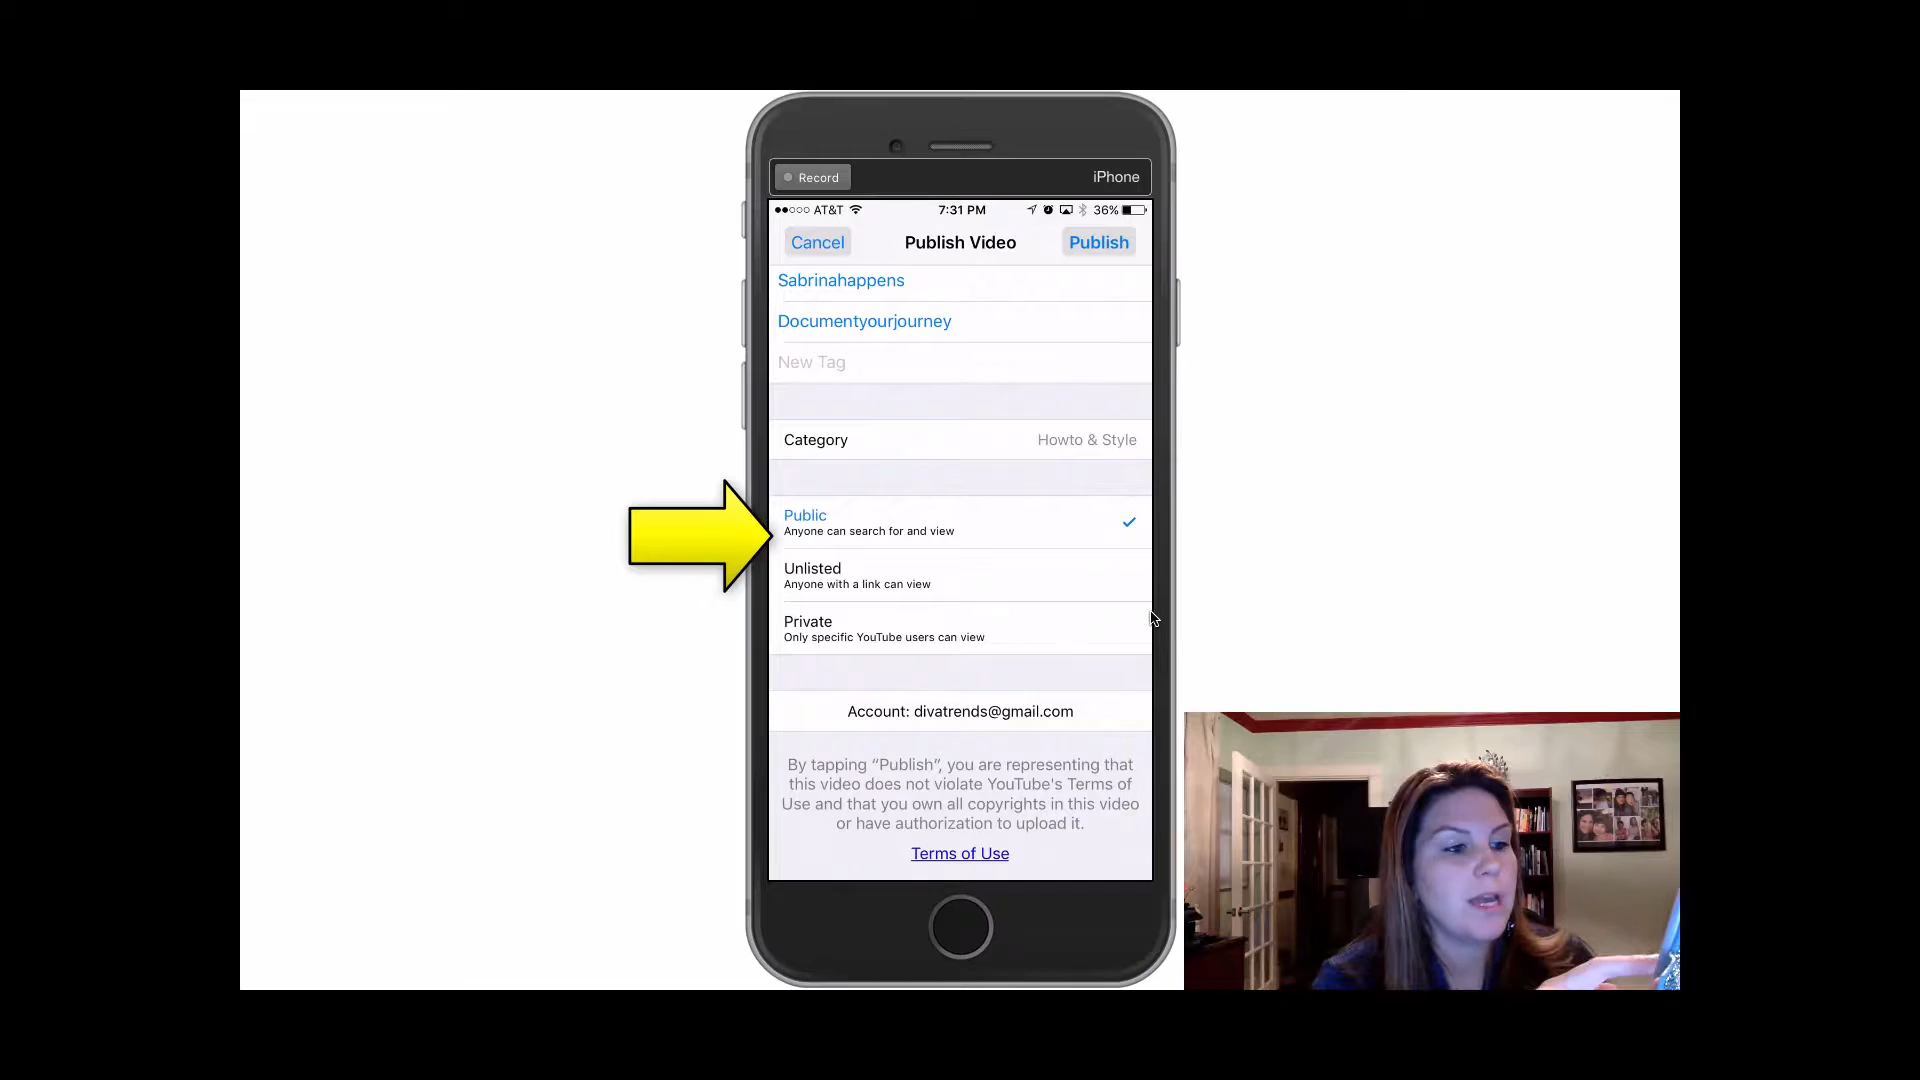 Record
iPhone
AT&T 7:31 PM 36%
Cancel Publish Video Publish
Sabrinahappens
Documentyourjourney
New Tag
Category Howto & Style
Public
Anyone can search for and view
Unlisted
Anyone with a link can view
Private
Only specific YouTube users can view
Account: divatrends@gmail.com
By tapping “Publish”, you are representing that
this video does not violate YouTube's Terms of
Use and that you own all copyrights in this video
or have authorization to upload it.
Terms of Use